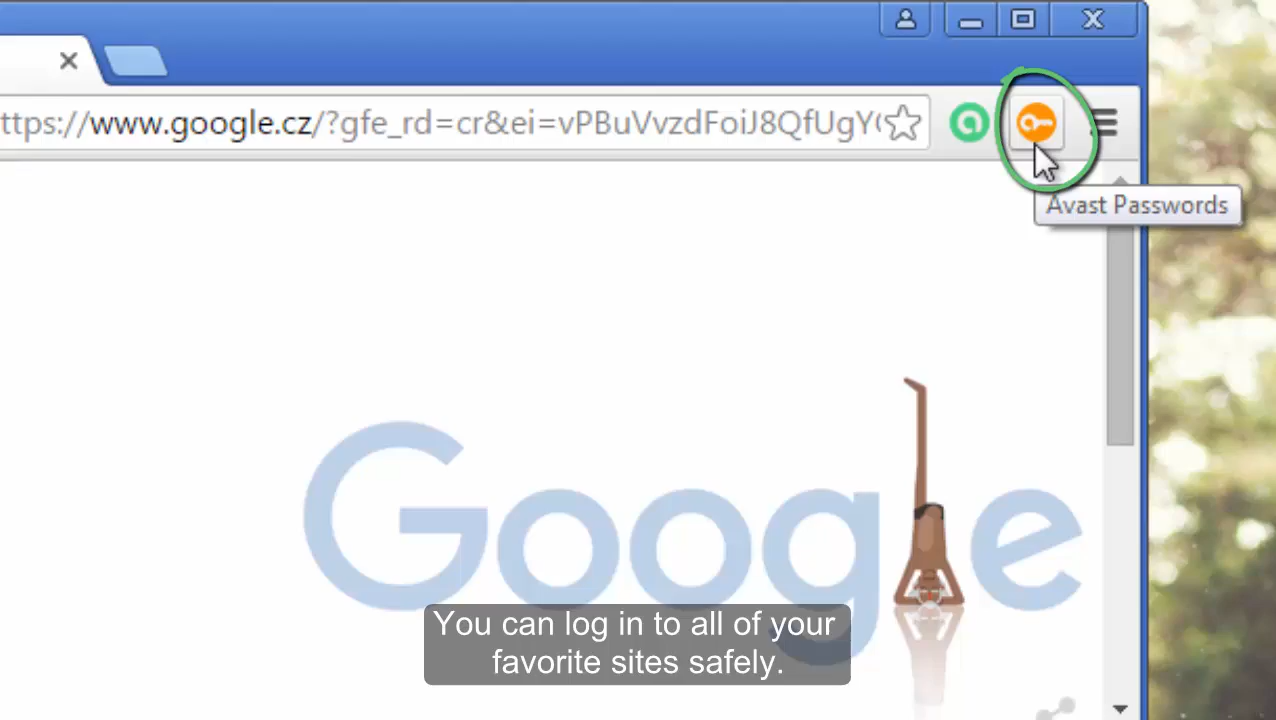 ttps://www.google.cz/?gfe_rd=cr&ei=vPBuVvzdFoiJ8QfUgY
Avast Passwords
Google
You can log in to all of your
favorite sites safely.